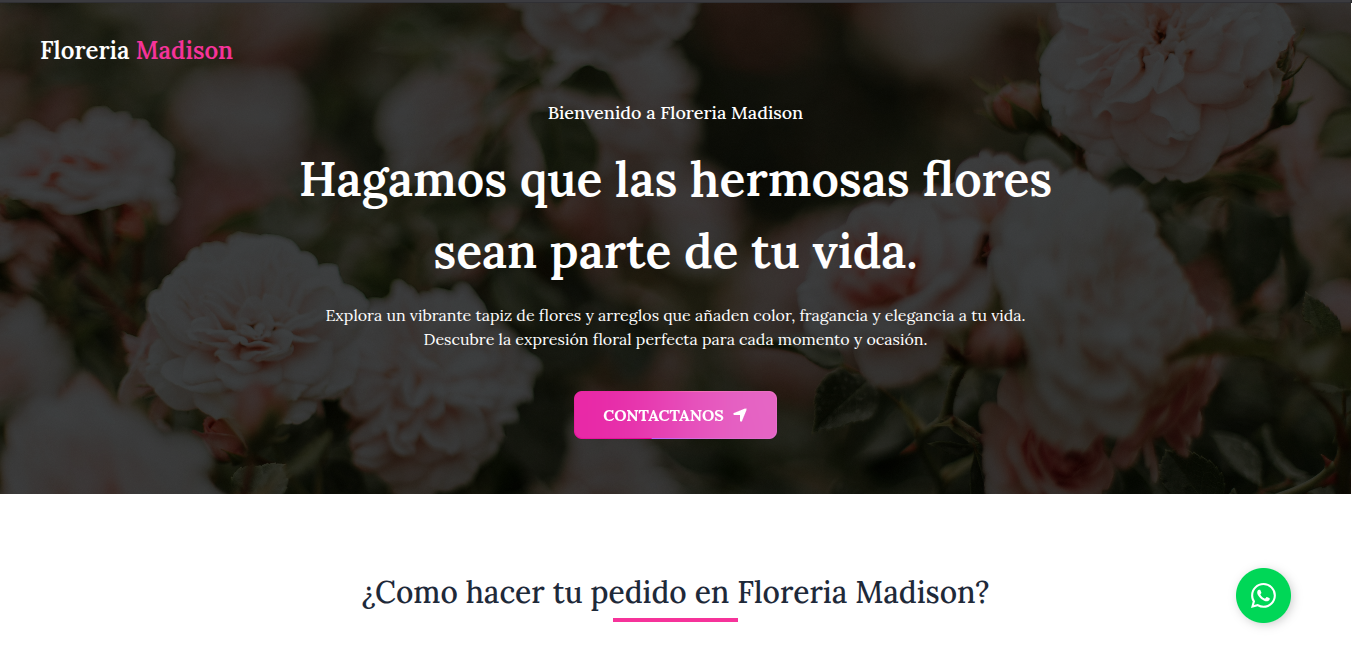 Floreria Madison
Bienvenido a Floreria Madison
Hagamos que las hermosas flores
sean parte de tu vida.
Explora un vibrante tapiz de flores y arreglos que añaden color, fragancia y elegancia a tu vida.
Descubre la expresión floral perfecta para cada momento y ocasión.
CONTACTANOS
¿Como hacer tu pedido en Floreria Madison?